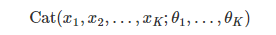 Cat(x₁, x₂, . . . , x_K; θ₁, . . . , θ_K)